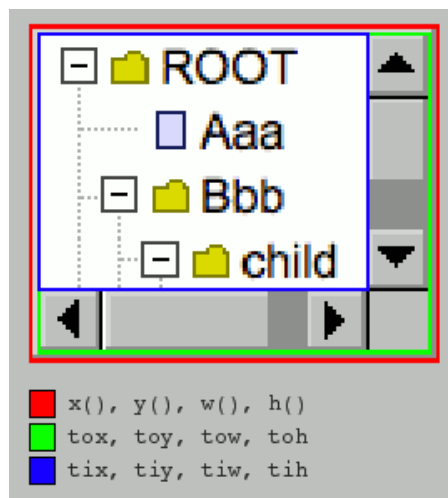 ROOT
Aaa
Bbb
child
x(), y(), w(), h()
tox, toy, tow, toh
tix, tiy, tiw, tih